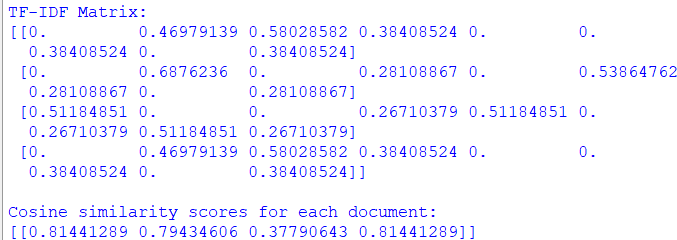 TF-IDF Matrix:
[[0.         0.46979139 0.58028582 0.38408524 0.         0.
  0.38408524 0.         0.38408524]
 [0.         0.6876236  0.         0.28108867 0.         0.53864762
  0.28108867 0.         0.28108867]
 [0.51184851 0.         0.         0.26710379 0.51184851 0.
  0.26710379 0.51184851 0.26710379]
 [0.         0.46979139 0.58028582 0.38408524 0.         0.
  0.38408524 0.         0.38408524]]

Cosine similarity scores for each document:
[[0.81441289 0.79434606 0.37790643 0.81441289]]